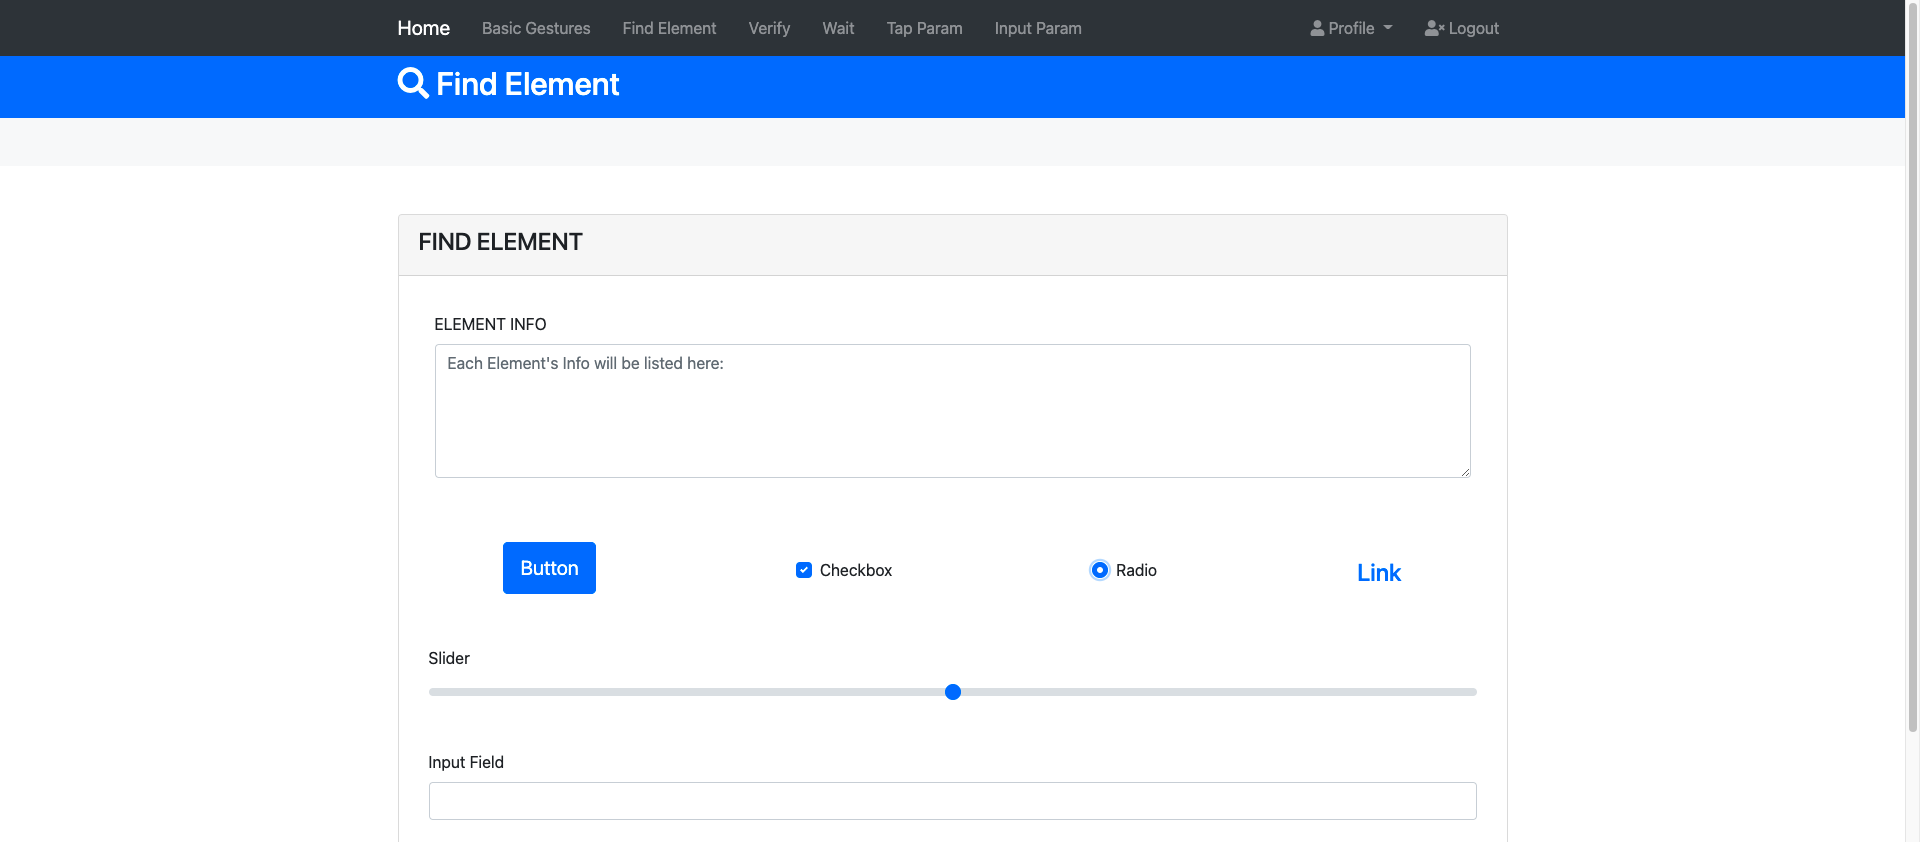 Home Basic Gestures Find Element Verify Wait Tap Param Input Param Profile Logout
Find Element
FIND ELEMENT
ELEMENT INFO
Each Element's Info will be listed here:
Button Checkbox Radio Link
Slider
Input Field